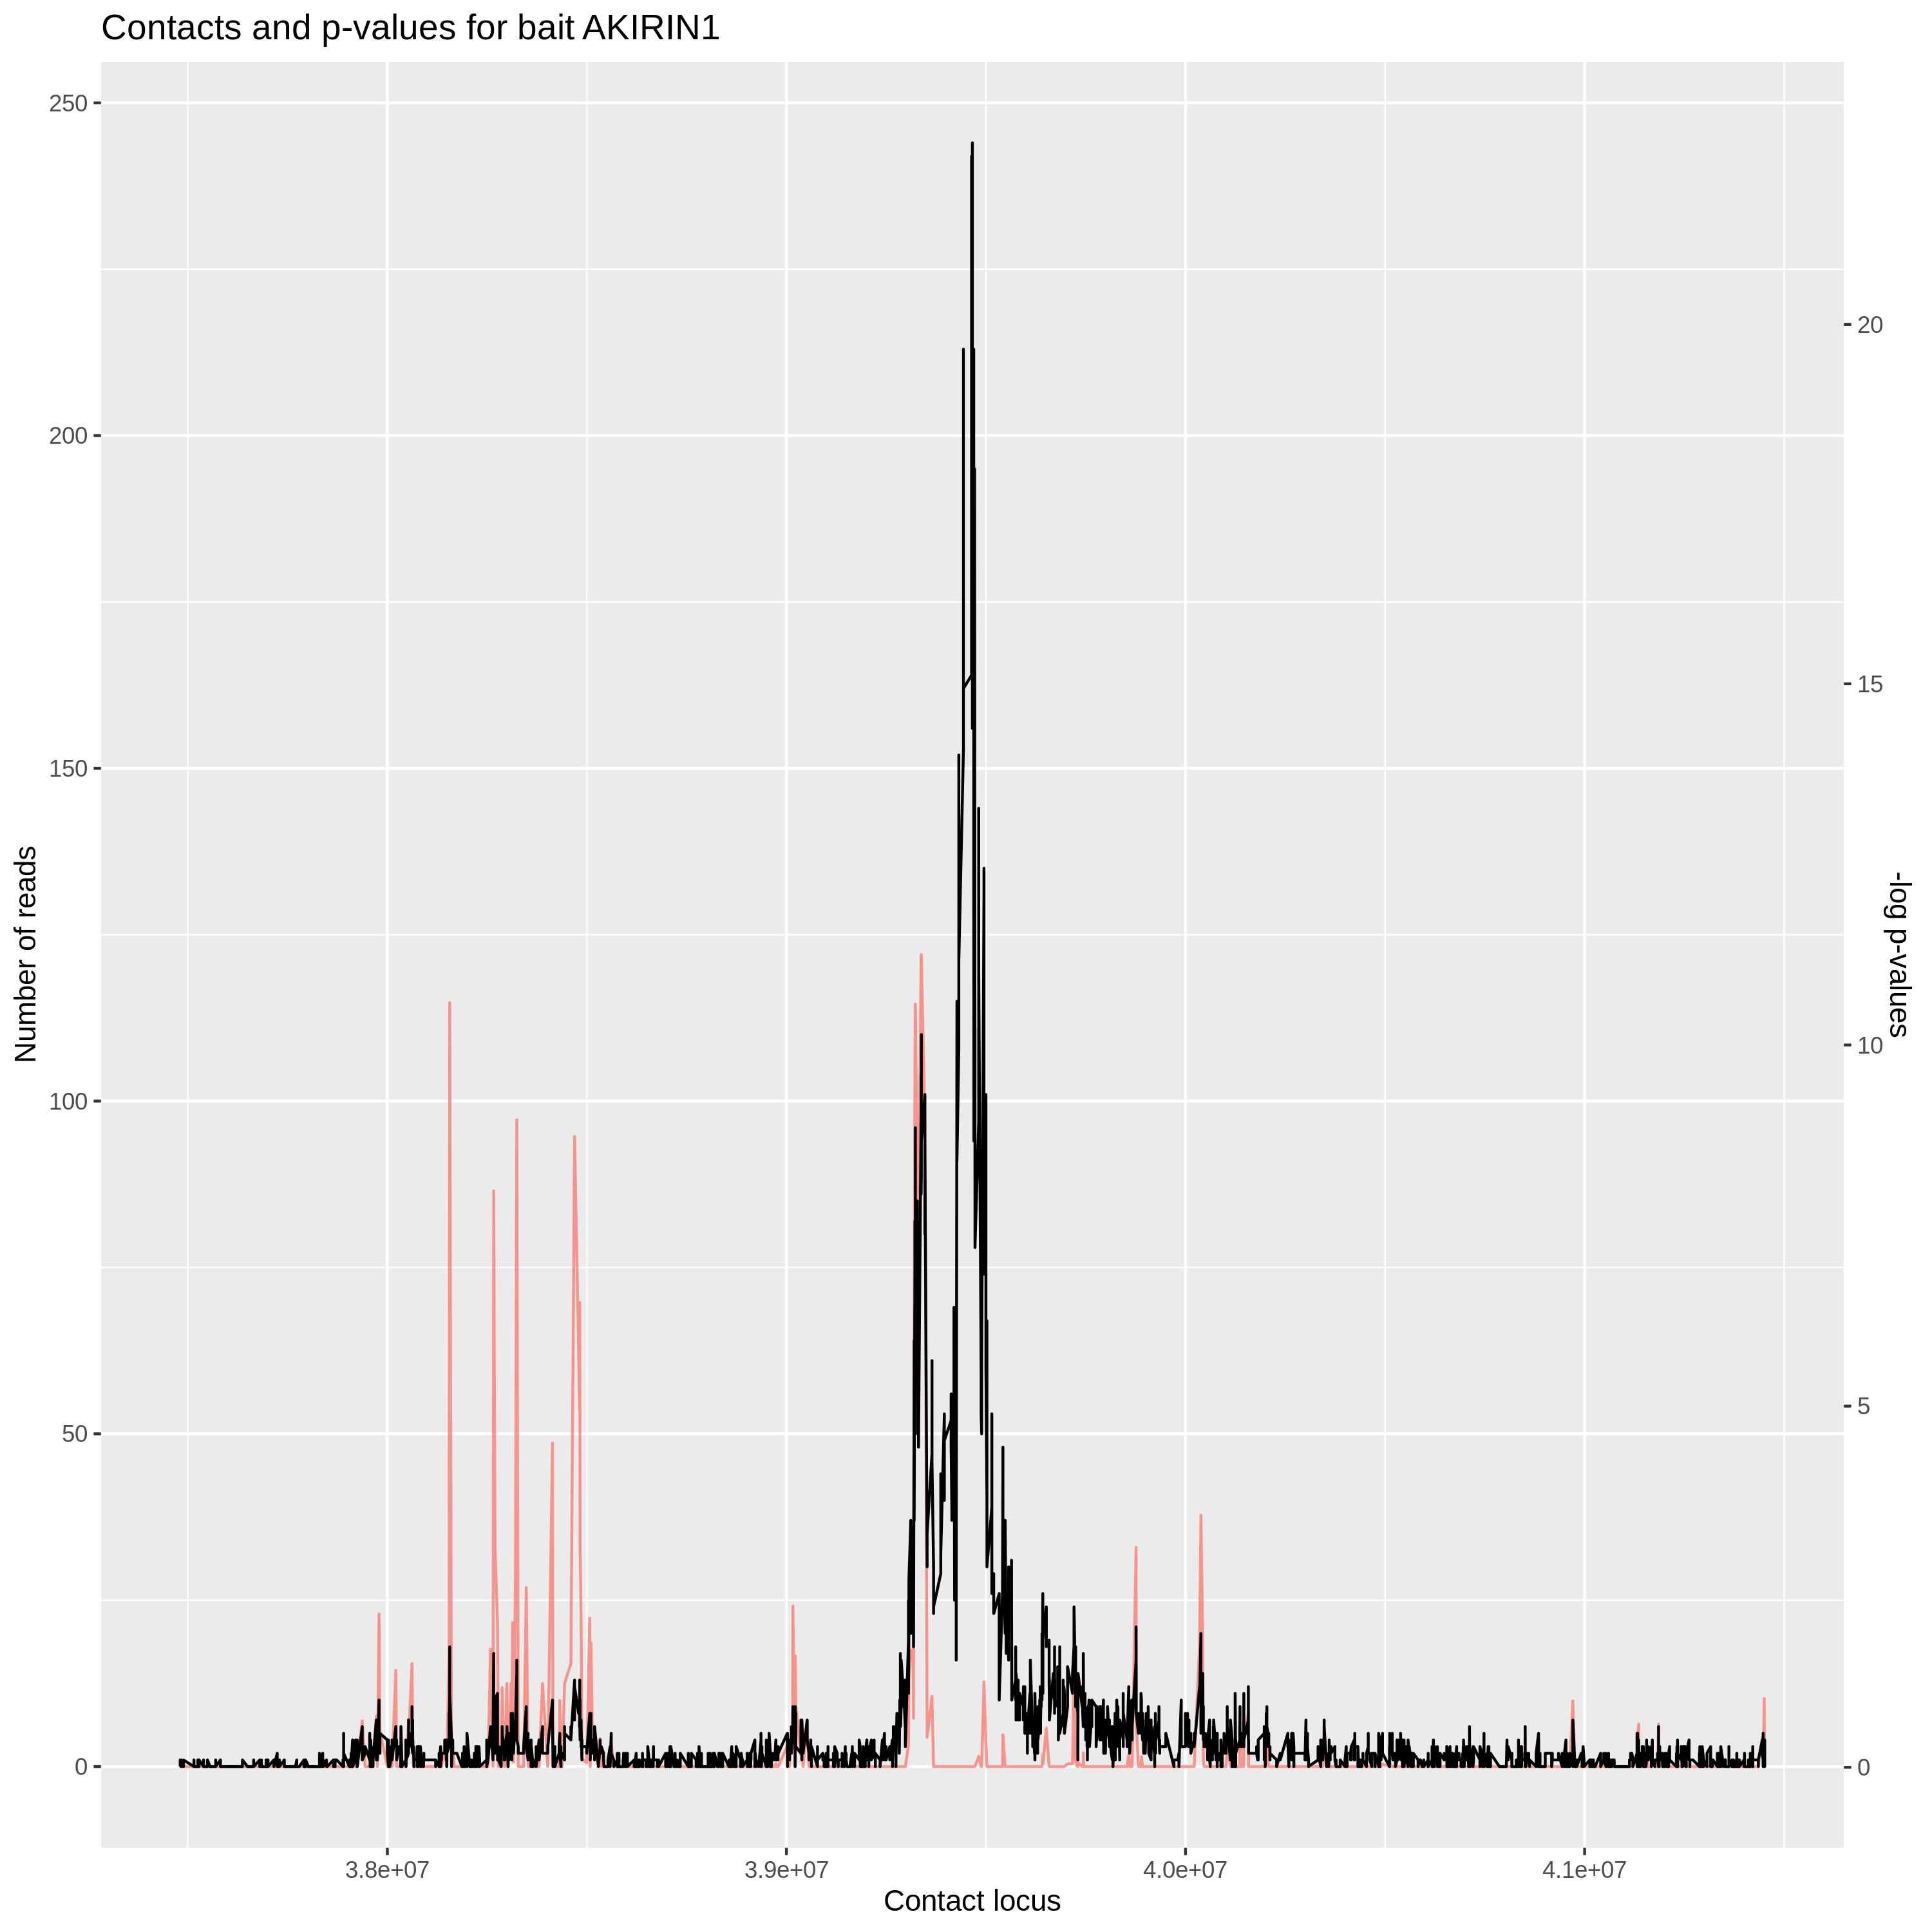 Contacts and p-values for bait AKIRIN1
250
200
150
100
50
0
Number of reads
20
15
10
5
0
-log p-values
3.8e+07
3.9e+07
4.0e+07
4.1e+07
Contact locus